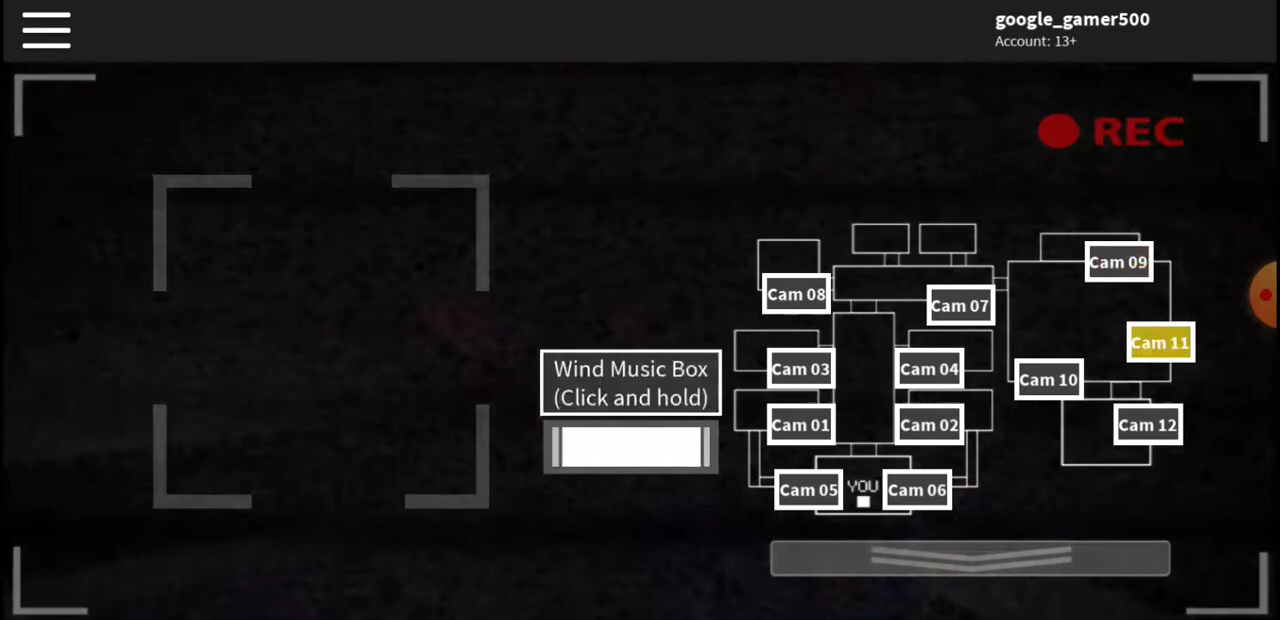 google_gamer500
Account: 13+
REC
Cam 09
Cam 08
Cam 07
Cam 11
Wind Music Box
(Click and hold)
Cam 03
Cam 04
Cam 10
Cam 01
Cam 02
Cam 12
Cam 05
YOU
Cam 06